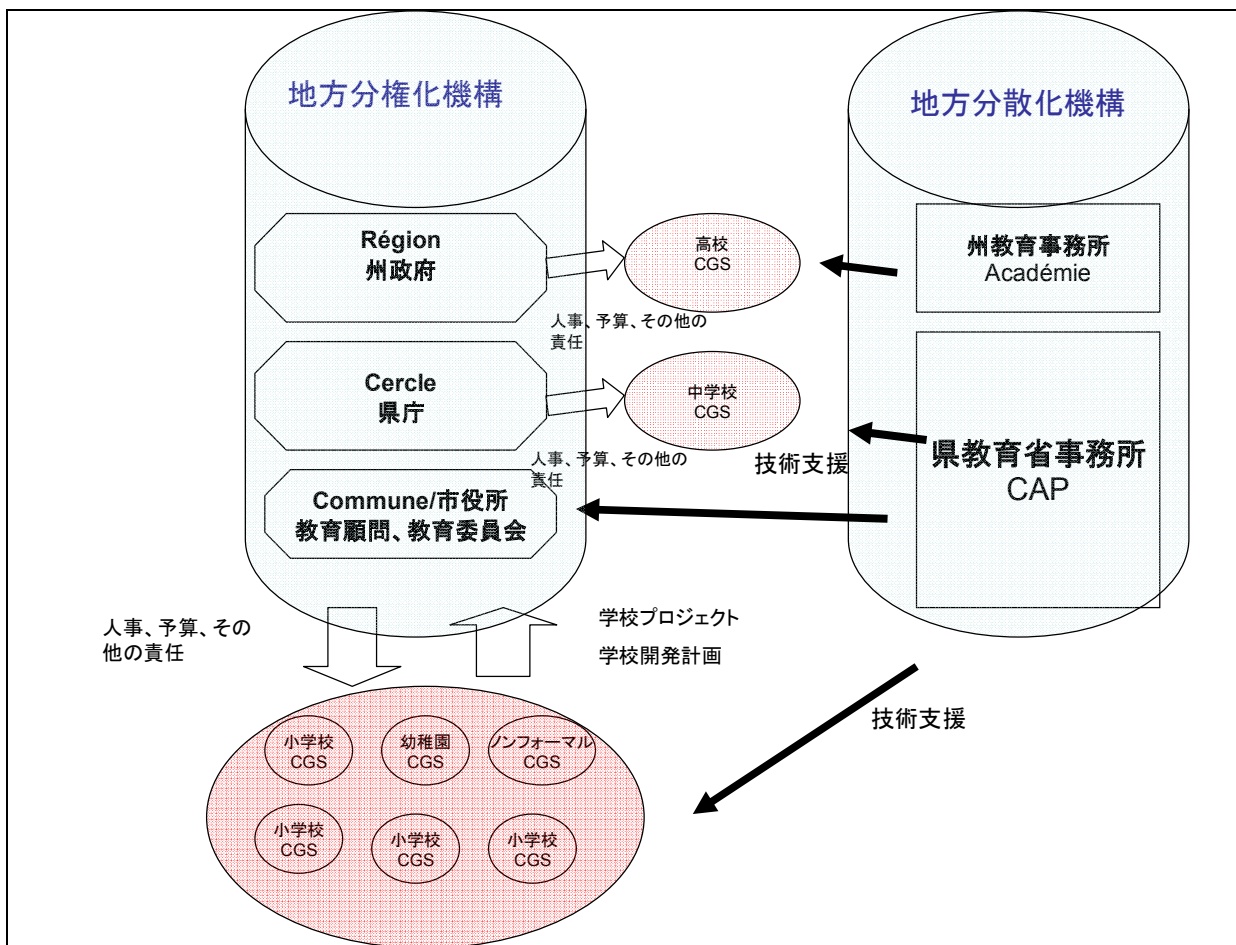 地方分権化機構
地方分散化機構
Région
州政府
高校
CGS
州教育事務所
Académie
人事、予算、その他の
責任
Cercle
県庁
中学校
CGS
県教育省事務所
CAP
人事、予算、その他の
責任
技術支援
Commune/市役所
教育顧問、教育委員会
人事、予算、その
他の責任
学校プロジェクト
学校開発計画
技術支援
小学校
CGS
幼稚園
CGS
ノンフォーマル
CGS
小学校
CGS
小学校
CGS
小学校
CGS